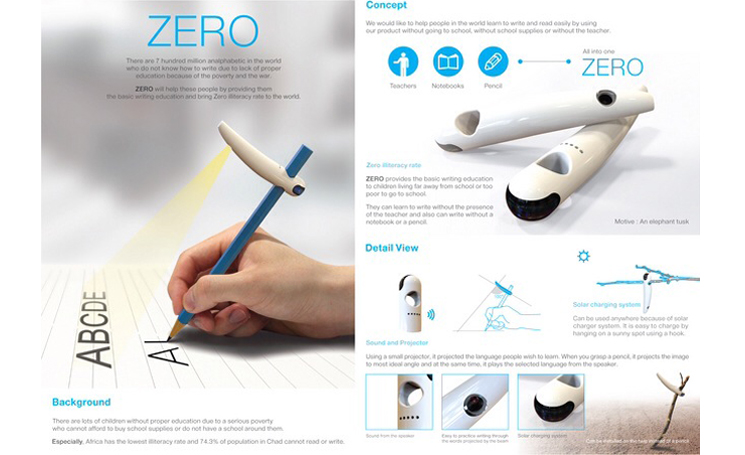 ZERO
There are 7 hundred million analphabetic in the world
who do not know how to write due to lack of proper
education because of the poverty and the war.
ZERO will help these people by providing them
the basic writing education and bring Zero illiteracy rate to the world.
ABCDE
A
Background
There are lots of children without proper education due to a serious poverty
who cannot afford to buy school supplies or do not have a school around them.
Especially, Africa has the lowest illiteracy rate and 74.3% of population in Chad cannot read or write.
Concept
We would like to help people in the world learn to write and read easily by using
our product without going to school, without school supplies or without the teacher.
Teachers
Notebooks
Pencil
All into one
ZERO
Zero illiteracy rate
ZERO provides the basic writing education
to children living far away from school or too
poor to go to school.
They can learn to write without the presence
of the teacher and also can write without a
notebook or a pencil.
Motive : An elephant tusk
Detail View
Solar charging system
Can be used anywhere because of solar
charger system. It is easy to charge by
hanging on a sunny spot using a hook.
Sound and Projector
Using a small projector, it projected the language people wish to learn. When you grasp a pencil, it projects the image
to most ideal angle and at the same time, it plays the selected language from the speaker.
Sound from the speaker
Easy to practice writing through
the words projected by the beam
Solar charging system
Can be installed on the twig instead of a pencil